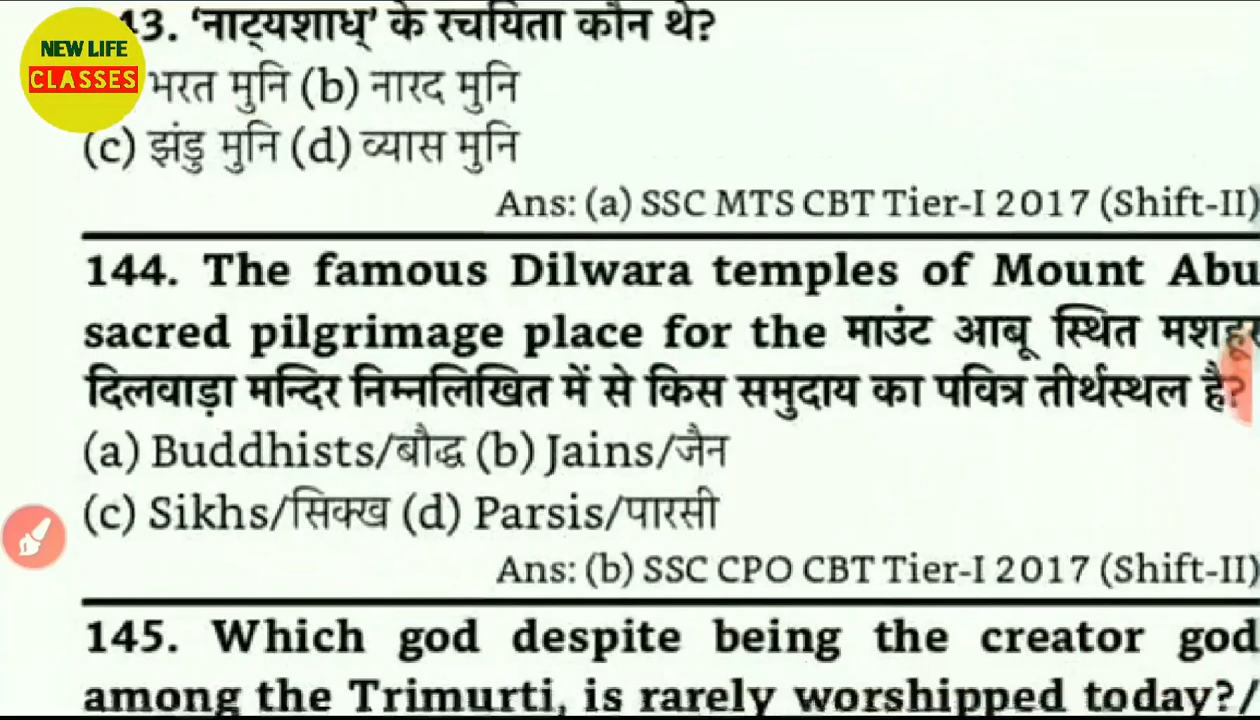 NEW LIFE
CLASSES
43. 'नाट्यशाध्' के रचयिता कौन थे?
भरत मुनि (b) नारद मुनि
(c) झंडु मुनि (d) व्यास मुनि
Ans: (a) SSC MTS CBT Tier-I 2017 (Shift-II)
144. The famous Dilwara temples of Mount Abu
sacred pilgrimage place for the माउंट आबू स्थित
दिलवाड़ा मन्दिर निम्नलिखित में से किस समुदाय का पवित्र तीर्थस्थल है?
(a) Buddhists/बौद्ध (b) Jains/जैन
(c) Sikhs/सिक्ख (d) Parsis/पारसी
Ans: (b) SSC CPO CBT Tier-I 2017 (Shift-II)
145. Which god despite being the creator god
among the Trimurti, is rarely worshipped today?/